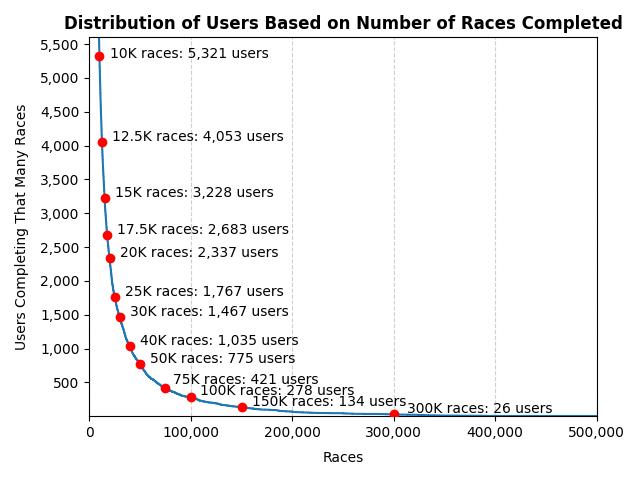 Distribution of Users Based on Number of Races Completed
Users Completing That Many Races
5,500
5,000
4,500
4,000
3,500
3,000
2,500
2,000
1,500
1,000
500
10K races: 5,321 users
12.5K races: 4,053 users
15K races: 3,228 users
17.5K races: 2,683 users
20K races: 2,337 users
25K races: 1,767 users
30K races: 1,467 users
40K races: 1,035 users
50K races: 775 users
75K races: 421 users
100K races: 278 users
150K races: 134 users
300K races: 26 users
0
100,000
200,000
300,000
400,000
500,000
Races